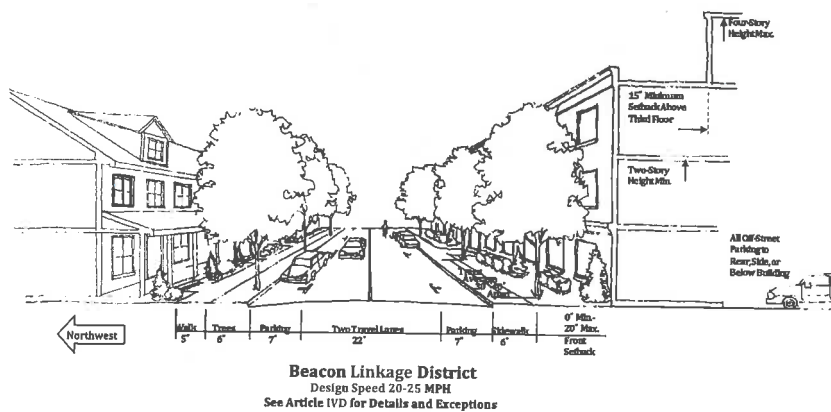 Four-Story
Height Max.
15" Minimum
Setback Above
Third Floor
Two-Story
Height Min.
All Off-Street
Parking to
Rear, Side, or
Below Building
Trees
Apart
Northwest
Walk
5"
Trees
6"
Parking
7"
Two Travel Lanes
22"
Parking
7"
Sidewalk
6"
0" Min-
20" Max.
Front
Setback
Beacon Linkage District
Design Speed 20-25 MPH
See Article IVD for Details and Exceptions